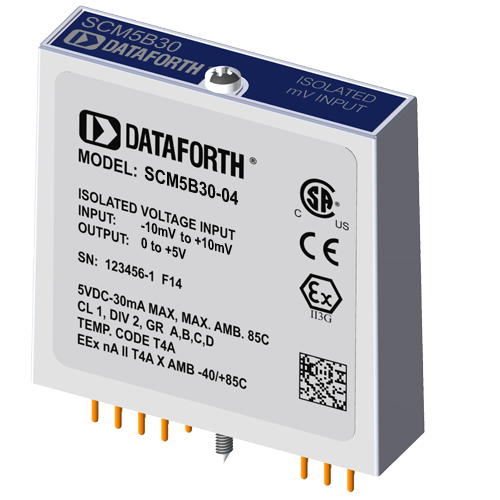 SCM5B30
DATAFORTH
ISOLATED
mV INPUT
DATAFORTH®
MODEL: SCM5B30-04
ISOLATED VOLTAGE INPUT
INPUT: -10mV to +10mV
OUTPUT: 0 to +5V
SN: 123456-1 F14
5VDC-30mA MAX, MAX. AMB. 85C
CL 1, DIV 2, GR A,B,C,D
TEMP. CODE T4A
EEx nA II T4A X AMB -40/+85C
SA
C US
CE
Ex
II3G